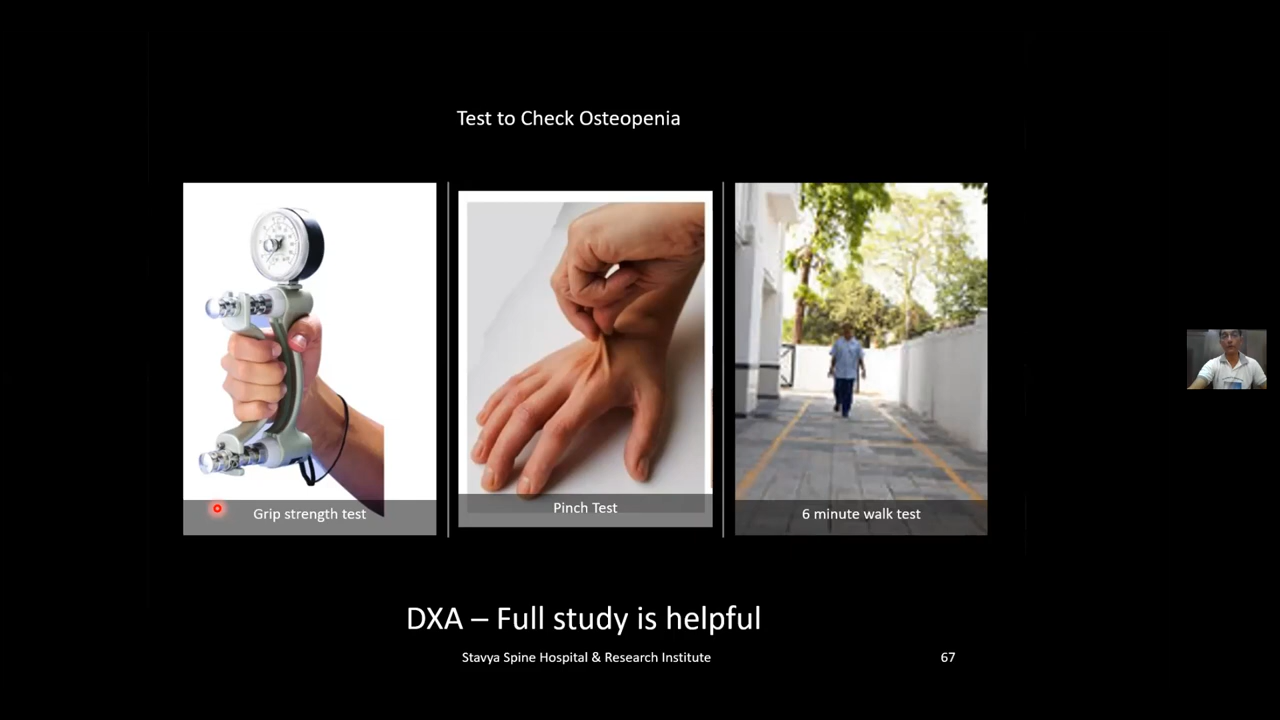 Test to Check Osteopenia
Grip strength test
Pinch Test
6 minute walk test
DXA – Full study is helpful
Stavya Spine Hospital & Research Institute
67